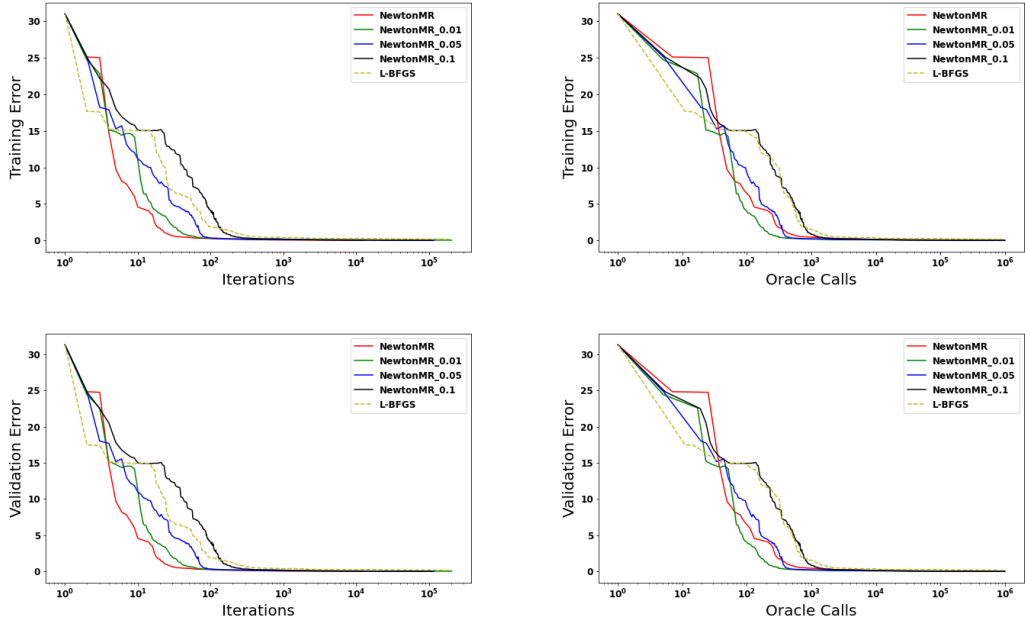 Training Error
30
25
20
15
10
5
0
NewtonMR
NewtonMR_0.01
NewtonMR_0.05
NewtonMR_0.1
L-BFGS
10^0 10^1 10^2 10^3 10^4 10^5
Iterations
Training Error
30
25
20
15
10
5
0
NewtonMR
NewtonMR_0.01
NewtonMR_0.05
NewtonMR_0.1
L-BFGS
10^0 10^1 10^2 10^3 10^4 10^5 10^6
Oracle Calls
Validation Error
30
25
20
15
10
5
0
NewtonMR
NewtonMR_0.01
NewtonMR_0.05
NewtonMR_0.1
L-BFGS
10^0 10^1 10^2 10^3 10^4 10^5
Iterations
Validation Error
30
25
20
15
10
5
0
NewtonMR
NewtonMR_0.01
NewtonMR_0.05
NewtonMR_0.1
L-BFGS
10^0 10^1 10^2 10^3 10^4 10^5 10^6
Oracle Calls